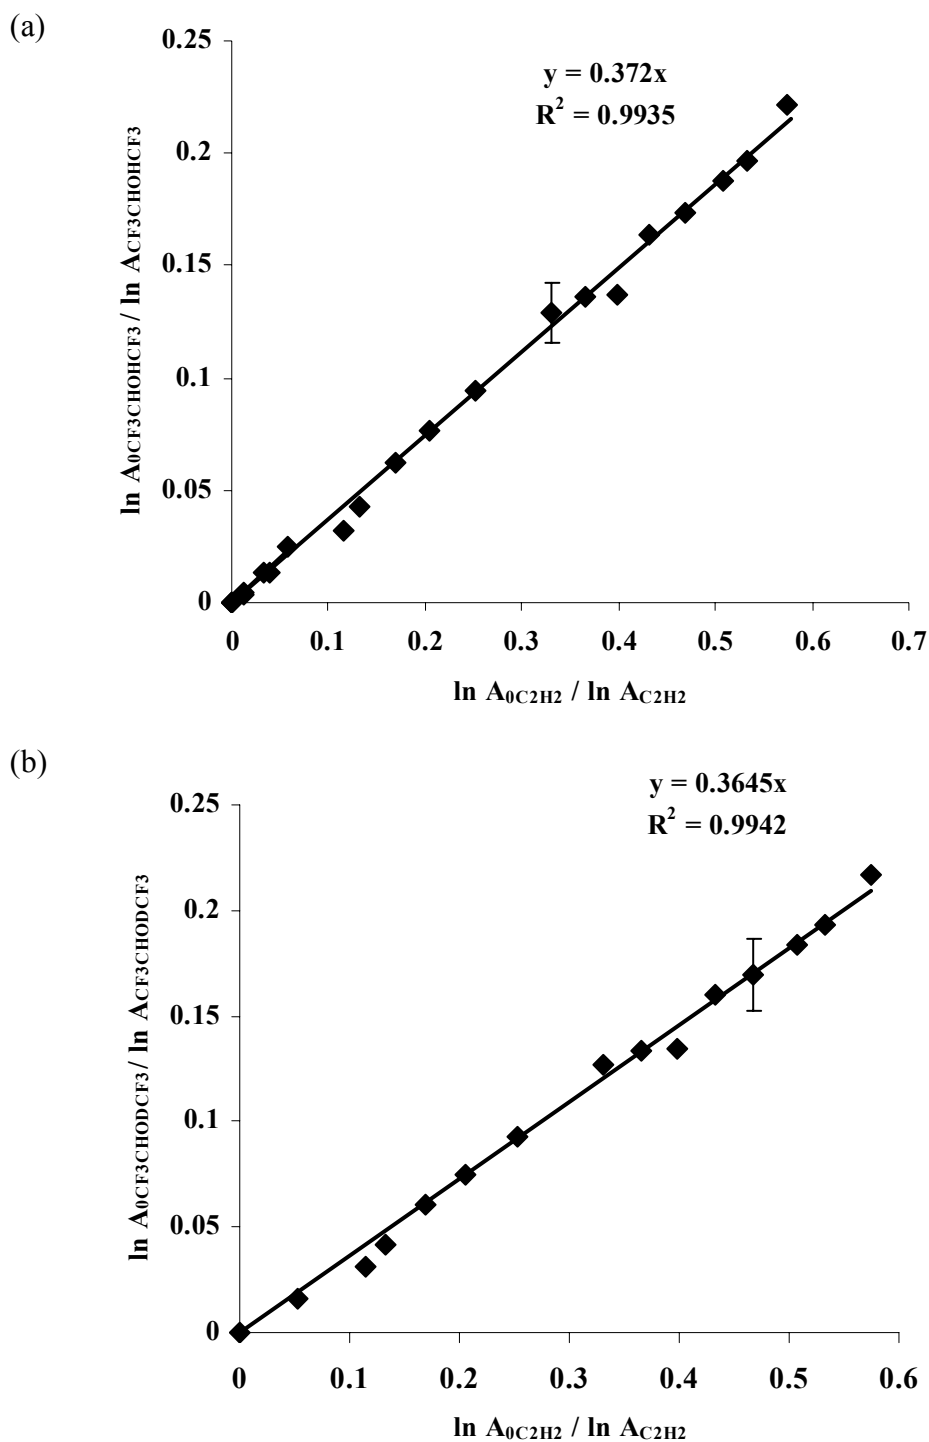 (a)
0.25
y = 0.372x
R² = 0.9935
0.2
0.15
0.1
0.05
0
ln A0CF3CHOHCF3 / ln ACF3CHOHCF3
0 0.1 0.2 0.3 0.4 0.5 0.6 0.7
ln A0C2H2 / ln AC2H2
(b)
y = 0.3645x
R² = 0.9942
0.25
0.2
0.15
0.1
0.05
0
ln A0CF3CHODCF3/ ln ACF3CHODCF3
0 0.1 0.2 0.3 0.4 0.5 0.6
ln A0C2H2 / ln AC2H2